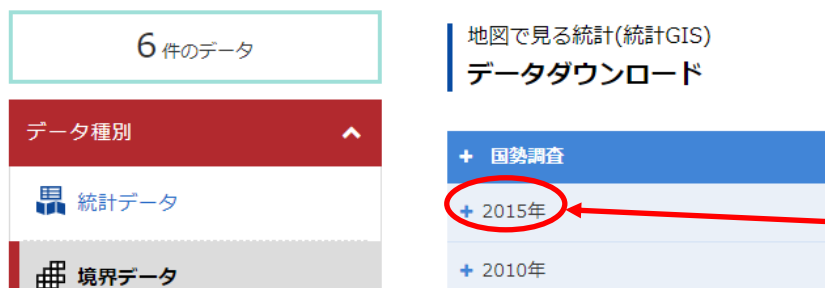 6 件のデータ
データ種別
統計データ
境界データ
地図で見る統計(統計GIS)
データダウンロード
+ 国勢調査
+ 2015年
+ 2010年